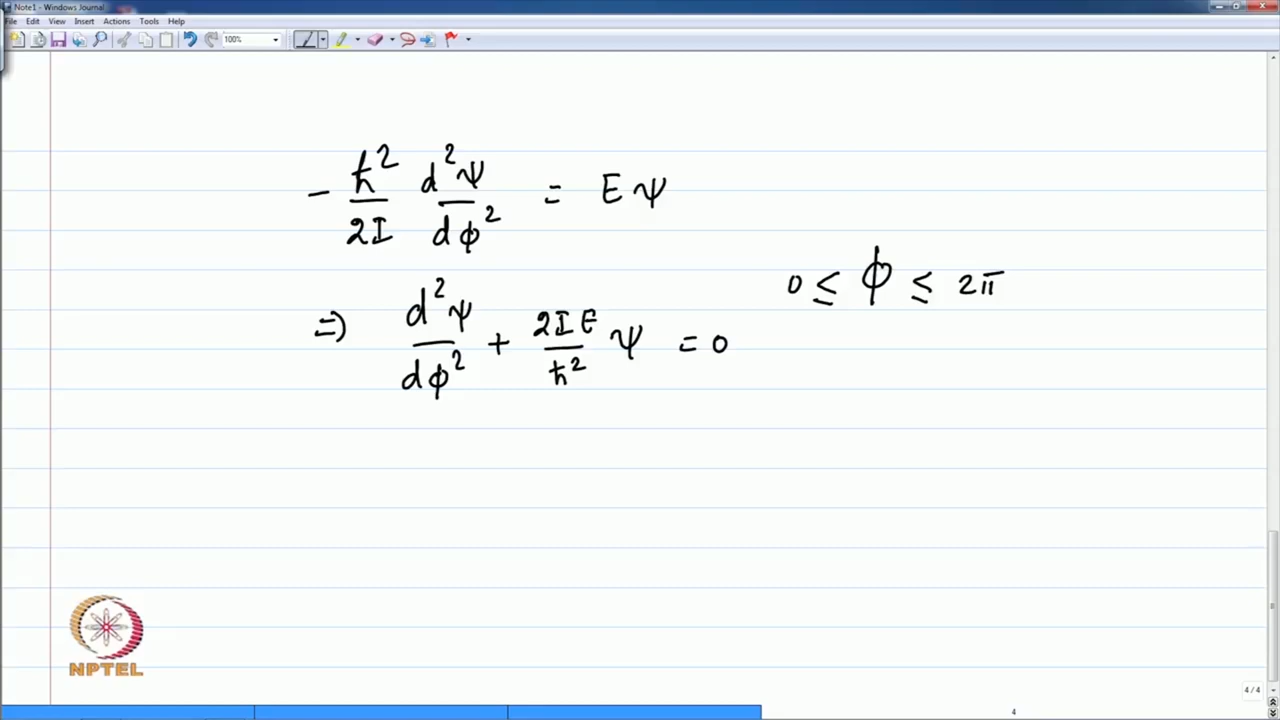 Note1 - Windows Journal
File Edit View Insert Actions Tools Help
100%
- ℏ²/2I d²ψ/dϕ² = Eψ
0 ≤ ϕ ≤ 2π
⇒ d²ψ/dϕ² + 2IE/ℏ² ψ = 0
NPTEL
4/4
4